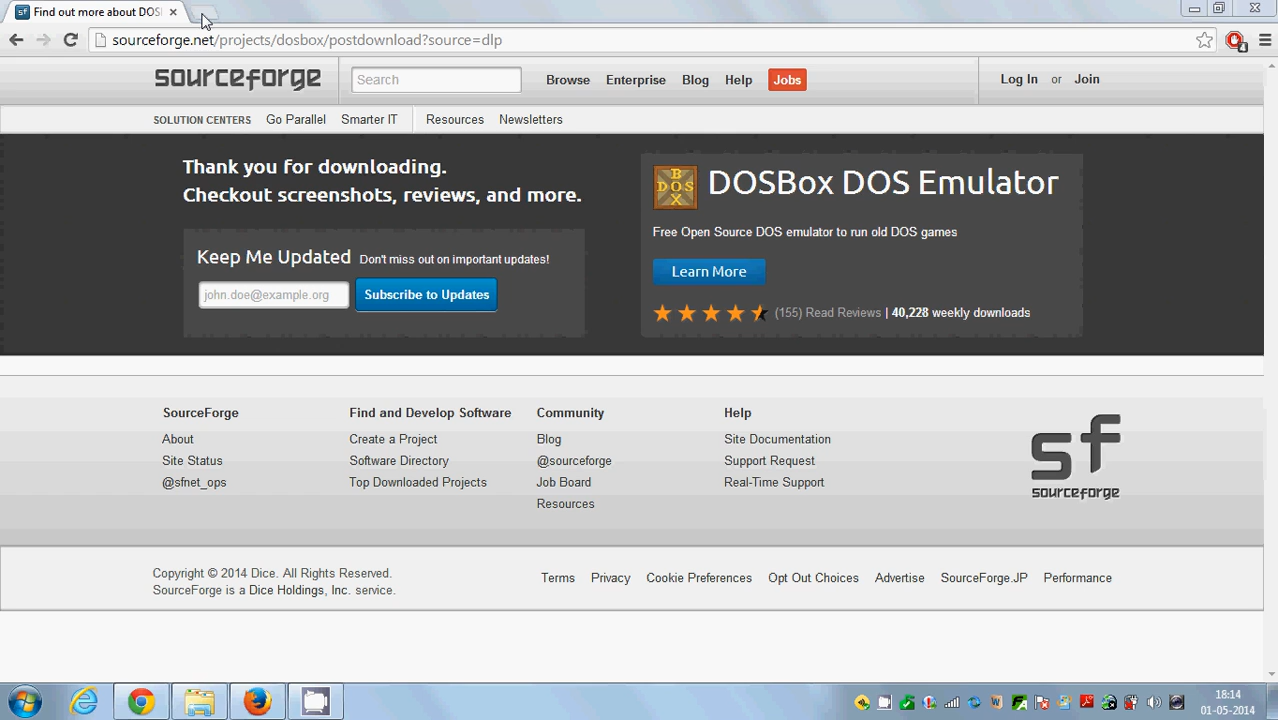 Find out more about DOS
sourceforge.net/projects/dosbox/postdownload?source=dlp
4
sourceforge
Search
Browse Enterprise Blog Help Jobs
Log In or Join
SOLUTION CENTERS Go Parallel Smarter IT Resources Newsletters
Thank you for downloading.
Checkout screenshots, reviews, and more.
Keep Me Updated Don't miss out on important updates!
john.doe@example.org Subscribe to Updates
BOX
DOS
DOSBox DOS Emulator
Free Open Source DOS emulator to run old DOS games
Learn More
(155) Read Reviews | 40,228 weekly downloads
SourceForge
About
Site Status
@sfnet_ops
Find and Develop Software
Create a Project
Software Directory
Top Downloaded Projects
Community
Blog
@sourceforge
Job Board
Resources
Help
Site Documentation
Support Request
Real-Time Support
sf
sourceforge
Copyright © 2014 Dice. All Rights Reserved.
SourceForge is a Dice Holdings, Inc. service.
Terms Privacy Cookie Preferences Opt Out Choices Advertise SourceForge.JP Performance
18:14
01-05-2014